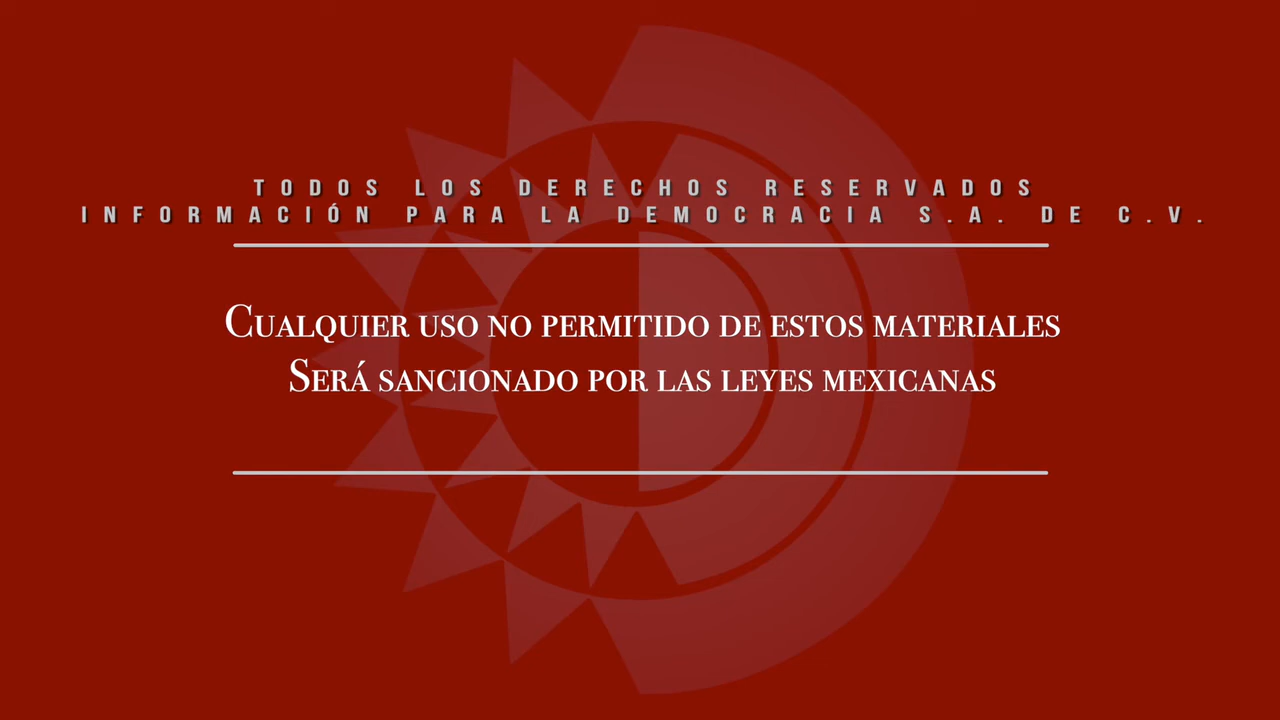 TODOS LOS DERECHOS RESERVADOS
INFORMACIÓN PARA LA DEMOCRACIA S.A. DE C.V.
Cualquier uso no permitido de estos materiales
Será sancionado por las leyes mexicanas